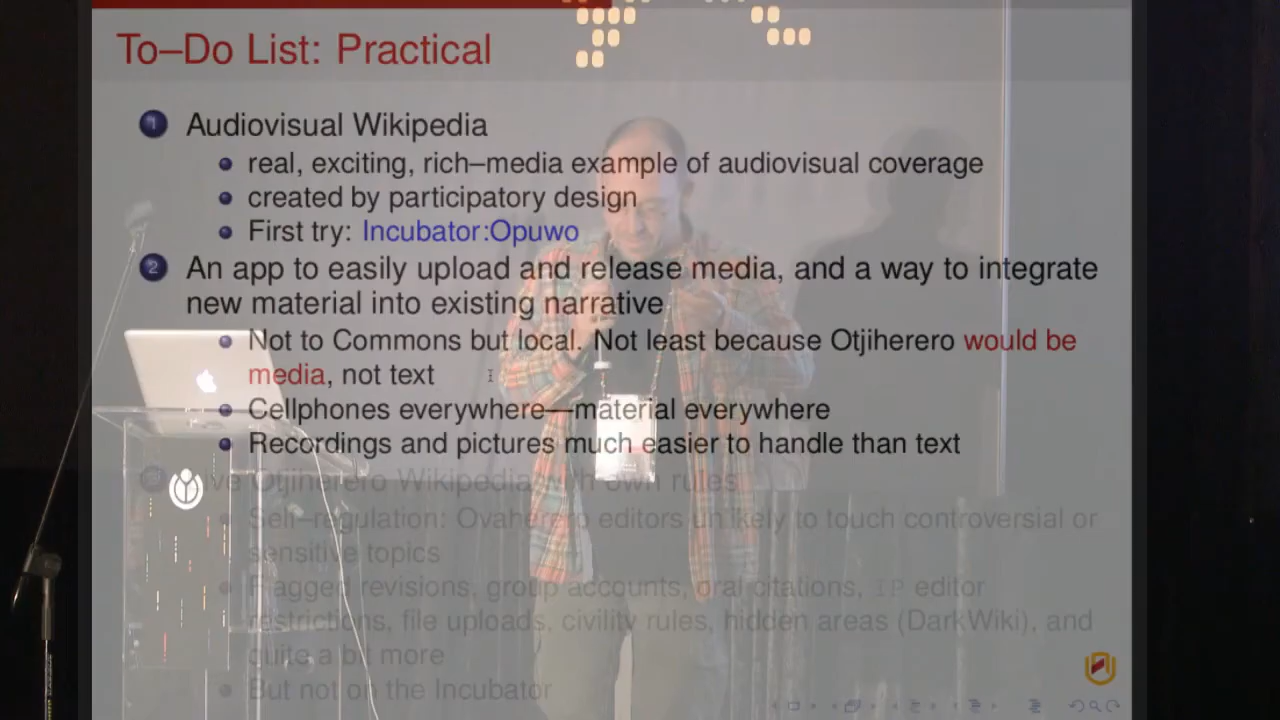 To–Do List: Practical
1 Audiovisual Wikipedia
real, exciting, rich–media example of audiovisual coverage
created by participatory design
First try: Incubator:Opuwo
2 An app to easily upload and release media, and a way to integrate
new material into existing narrative
Not to Commons but local. Not least because Otjiherero would be
media, not text
Cellphones everywhere—material everywhere
Recordings and pictures much easier to handle than text
Otjiherero Wikipedia with own rules
Self–regulation: Ovaherero editors unlikely to touch controversial or
sensitive topics
Flagged revisions, group accounts, oral citations, IP editor
restrictions, file uploads, civility rules, hidden areas (DarkWiki), and
quite a bit more
But not on the Incubator